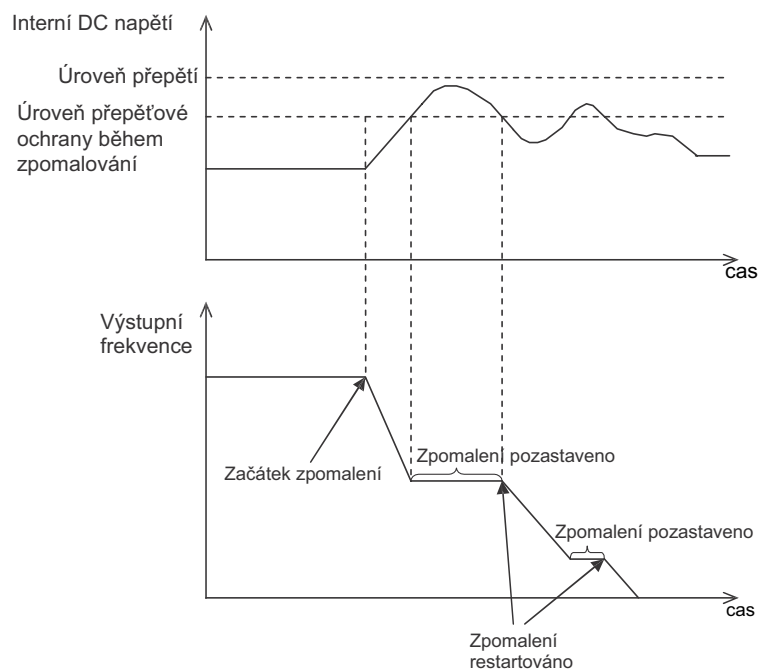 Interní DC napětí
Úroveň přepětí
Úroveň přepěťové
ochrany během
zpomalování
cas
Výstupní
frekvence
Začátek zpomalení
Zpomalení pozastaveno
Zpomalení pozastaveno
cas
Zpomalení
restartováno